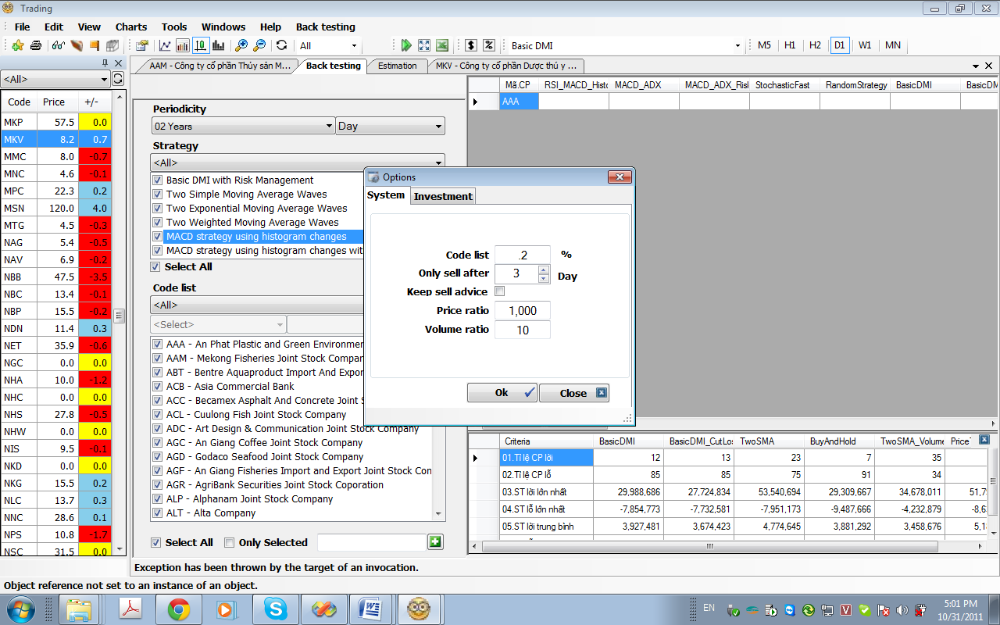 Trading
File Edit View Charts Tools Windows Help Back testing
All Basic DMI M5 H1 H2 D1 W1 MN
AAM - Công ty cổ phần Thủy sản M... Back testing Estimation MKV - Công ty cổ phần Dược thú y ...
<All>
Code Price +/-
MKP 57.5 0.0
MKV 8.2 0.7
MMC 8.0 -0.7
MNC 4.6 -0.1
MPC 22.3 0.2
MSN 120.0 4.0
MTG 4.5 -0.3
NAG 5.4 -0.5
NAV 6.9 -0.2
NBB 47.5 -3.5
NBC 13.4 -0.1
NBP 15.5 -0.2
NDN 11.4 0.3
NET 35.9 -0.6
NGC 0.0 0.0
NHA 10.0 -1.2
NHC 0.0 0.0
NHS 27.8 -0.5
NHW 0.0 0.0
NIS 9.5 -0.1
NKD 0.0 0.0
NKG 15.5 0.2
NLC 13.7 0.3
NNC 28.6 0.1
NPS 10.8 -1.7
NSC 31.5 0.0
Periodicity
02 Years Day
Strategy
<All>
Basic DMI with Risk Management
Two Simple Moving Average Waves
Two Exponential Moving Average Waves
Two Weighted Moving Average Waves
MACD strategy using histogram changes
MACD strategy using histogram changes wit
Select All
Code list
<All>
<Select>
AAA - An Phat Plastic and Green Environmen
AAM - Mekong Fisheries Joint Stock Compan
ABT - Bentre Aquaproduct Import And Expor
ACB - Asia Commercial Bank
ACC - Becamex Asphalt And Concrete Joint S
ACL - Cuulong Fish Joint Stock Company
ADC - Art Design & Communication Joint Stock Company
AGC - An Giang Coffee Joint Stock Company
AGD - Godaco Seafood Joint Stock Company
AGF - An Giang Fisheries Import and Export Joint Stock Con
AGR - AgriBank Securities Joint Stock Coporation
ALP - Alphanam Joint Stock Company
ALT - Alta Company
Select All Only Selected
Exception has been thrown by the target of an invocation.
Object reference not set to an instance of an object.
Mã.CP RSI_MACD_Histo MACD_ADX MACD_ADX_Risk StochasticFast RandomStrategy BasicDMI BasicDM
AAA
Options
System Investment
Code list .2 %
Only sell after 3 Day
Keep sell advice
Price ratio 1,000
Volume ratio 10
Ok Close
Criteria BasicDMI BasicDMI_CutLos TwoSMA BuyAndHold TwoSMA_Volume Price
01.Tỉ lệ CP lời 12 13 23 7 35
02.Tỉ lệ CP lỗ 85 85 75 91 34
03.ST lời lớn nhất 29,988,686 27,724,834 53,540,694 29,309,667 34,678,011 51,7
04.ST lỗ lớn nhất -7,854,773 -7,732,581 -7,951,173 -9,487,666 -4,232,879 -8,6
05.ST lời trung bình 3,927,481 3,674,423 4,774,645 3,881,292 3,458,676 5,1
EN
5:01 PM
10/31/2011